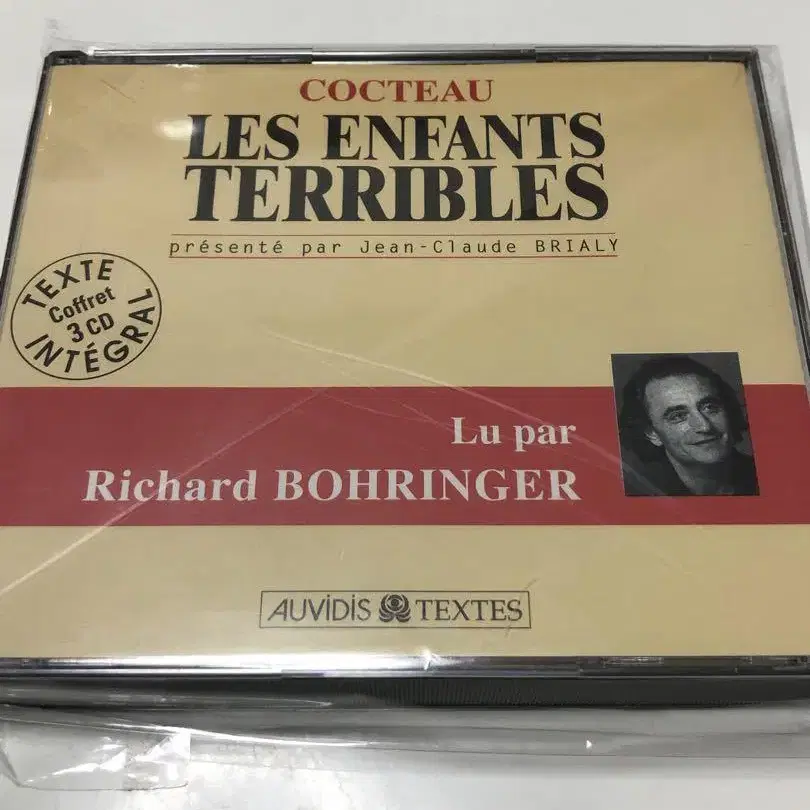 COCTEAU
LES ENFANTS
TERRIBLES
présenté par Jean-Claude BRIALY
TEXTE
Coffret
3 CD
INTÉGRAL
Lu par
Richard BOHRINGER
AUVIDIS TEXTES